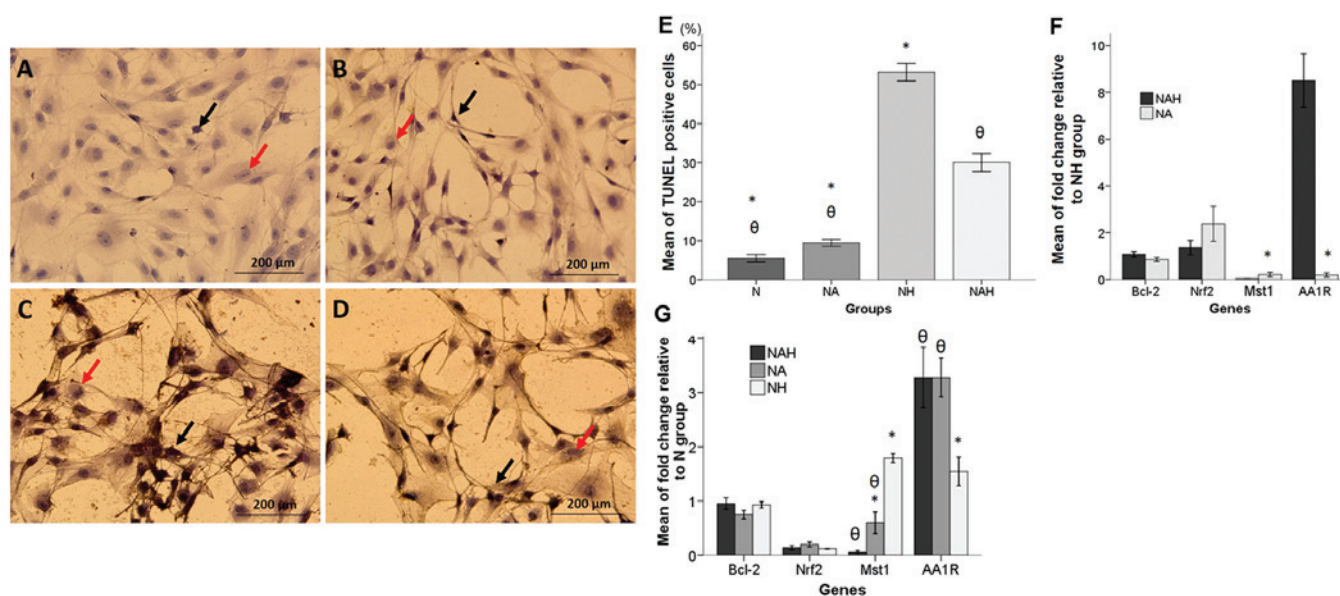 A
200 µm
B
200 µm
C
200 µm
D
200 µm
E (%)
Mean of TUNEL positive cells
60
50
40
30
20
10
0
*
θ
*
θ
*
θ
N NA NH NAH
Groups
F
Mean of fold change relative
to NH group
10
8
6
4
2
0
NAH
NA
*
*
Bcl-2 Nrf2 Mst1 AA1R
Genes
G
Mean of fold change relative
to N group
4
3
2
1
0
NAH
NA
NH
θ
θ
*
*
θ
θ
*
Bcl-2 Nrf2 Mst1 AA1R
Genes